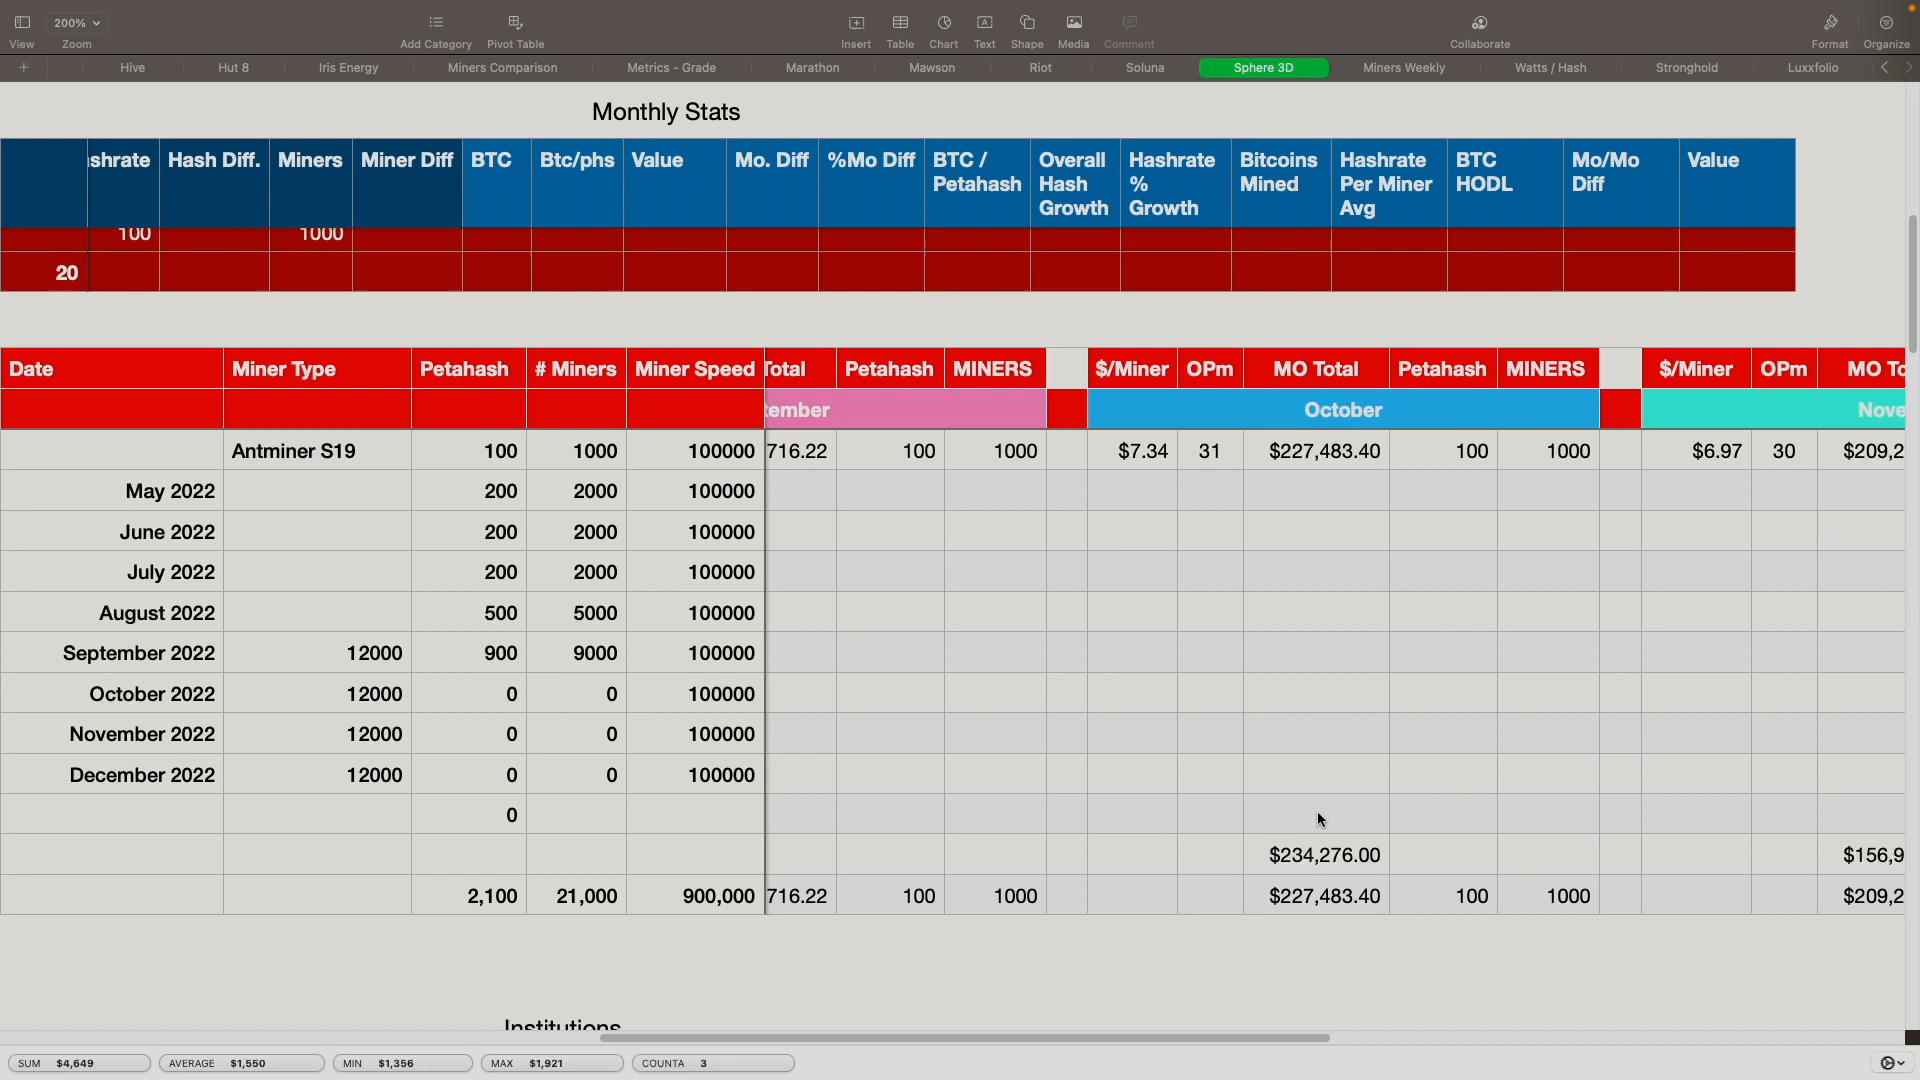 200%
View Zoom Add Category Pivot Table Insert Table Chart Text Shape Media Comment Collaborate Format Organize
+ Hive Hut 8 Iris Energy Miners Comparison Metrics - Grade Marathon Mawson Riot Soluna Sphere 3D Miners Weekly Watts / Hash Stronghold Luxxfolio
Monthly Stats
shrate Hash Diff. Miners Miner Diff BTC Btc/phs Value Mo. Diff %Mo Diff BTC / Overall Hashrate Bitcoins Hashrate BTC Mo/Mo Value
Petahash Hash % Mined Per Miner HODL Diff
Growth Growth Avg
100 1000
20
Date Miner Type Petahash # Miners Miner Speed Total Petahash MINERS $/Miner OPm MO Total Petahash MINERS $/Miner OPm MO To
tember October Nove
Antminer S19 100 1000 100000 716.22 100 1000 $7.34 31 $227,483.40 100 1000 $6.97 30 $209,2
May 2022 200 2000 100000
June 2022 200 2000 100000
July 2022 200 2000 100000
August 2022 500 5000 100000
September 2022 12000 900 9000 100000
October 2022 12000 0 0 100000
November 2022 12000 0 0 100000
December 2022 12000 0 0 100000
0
$234,276.00 $156,9
2,100 21,000 900,000 716.22 100 1000 $227,483.40 100 1000 $209,2
Institutions
SUM $4,649 AVERAGE $1,550 MIN $1,356 MAX $1,921 COUNTA 3